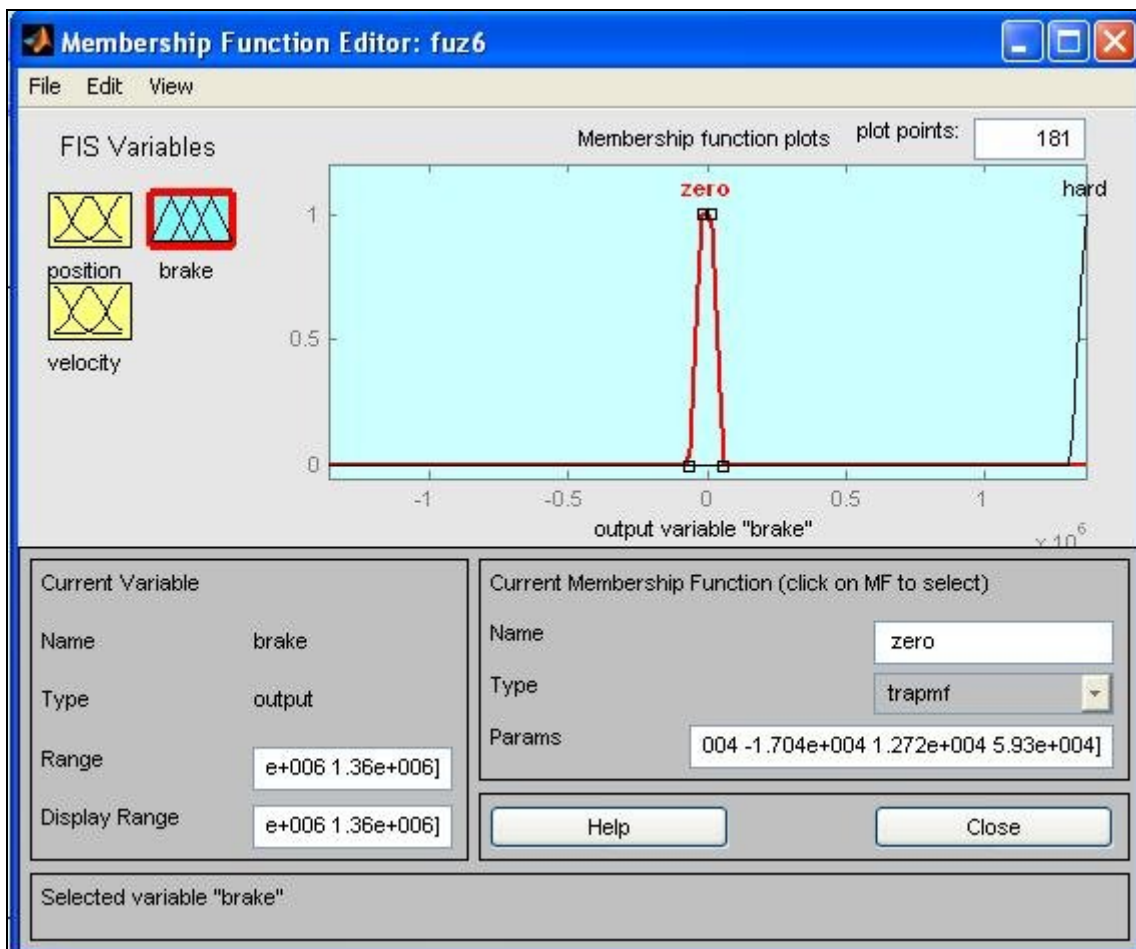 Membership Function Editor: fuz6
File Edit View
FIS Variables
Membership function plots
plot points:
181
position
brake
velocity
zero
hard
1
0.5
0
-1
-0.5
0
0.5
1
x 10^6
output variable "brake"
Current Variable
Name brake
Type output
Range e+006 1.36e+006]
Display Range e+006 1.36e+006]
Current Membership Function (click on MF to select)
Name zero
Type trapmf
Params 004 -1.704e+004 1.272e+004 5.93e+004]
Help
Close
Selected variable "brake"